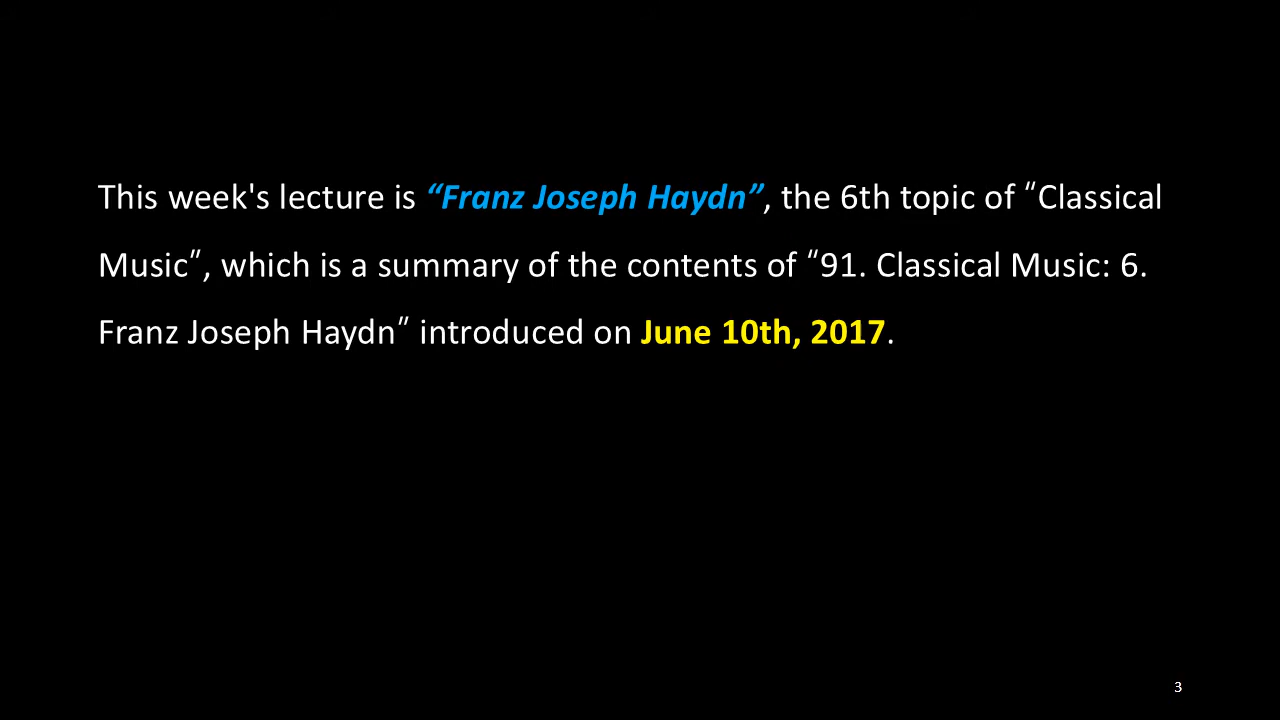 This week's lecture is “Franz Joseph Haydn”, the 6th topic of “Classical
Music”, which is a summary of the contents of “91. Classical Music: 6.
Franz Joseph Haydn” introduced on June 10th, 2017.
3